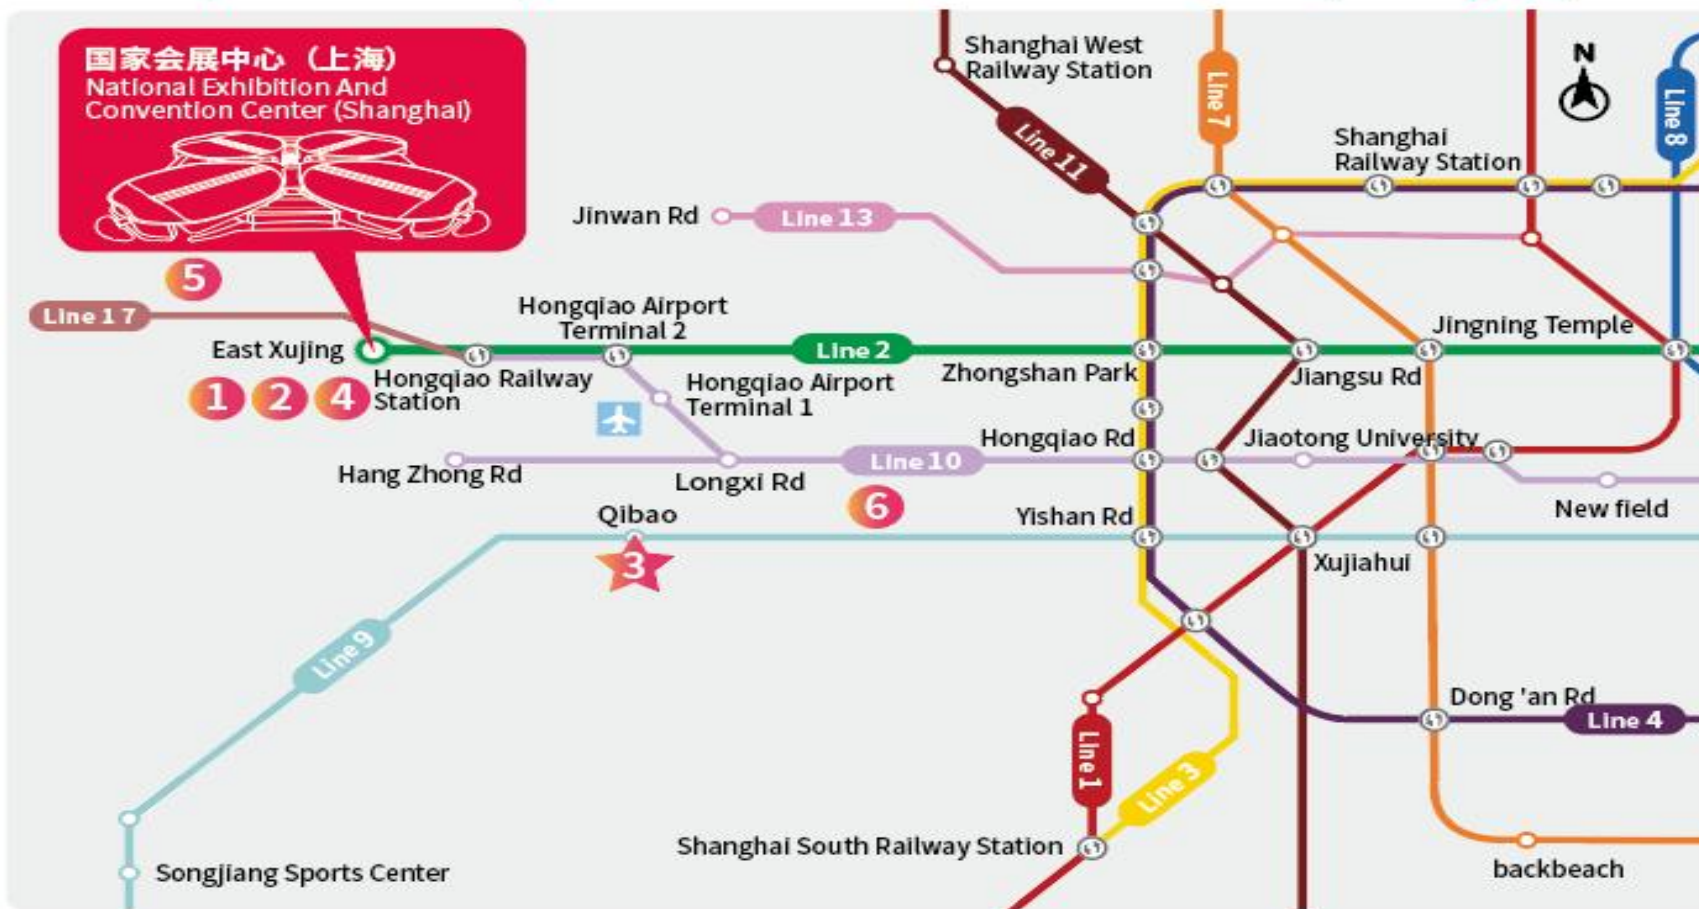 国家会展中心（上海）
National Exhibition And
Convention Center (Shanghai)
Shanghai West
Railway Station
N
Line 7
Line 8
Line 11
Shanghai
Railway Station
Jinwan Rd
Line 13
5
Line 17
Hongqiao Airport
Terminal 2
East Xujing
Line 2
Jingning Temple
1 2 4
Hongqiao Railway
Station
Hongqiao Airport
Terminal 1
Zhongshan Park
Jiangsu Rd
Hang Zhong Rd
Longxi Rd
Line 10
Hongqiao Rd
Jiaotong University
6
New field
Qibao
3
Yishan Rd
Xujiahui
Line 9
Dong 'an Rd
Line 4
Line 1
Line 3
Shanghai South Railway Station
backbeach
Songjiang Sports Center